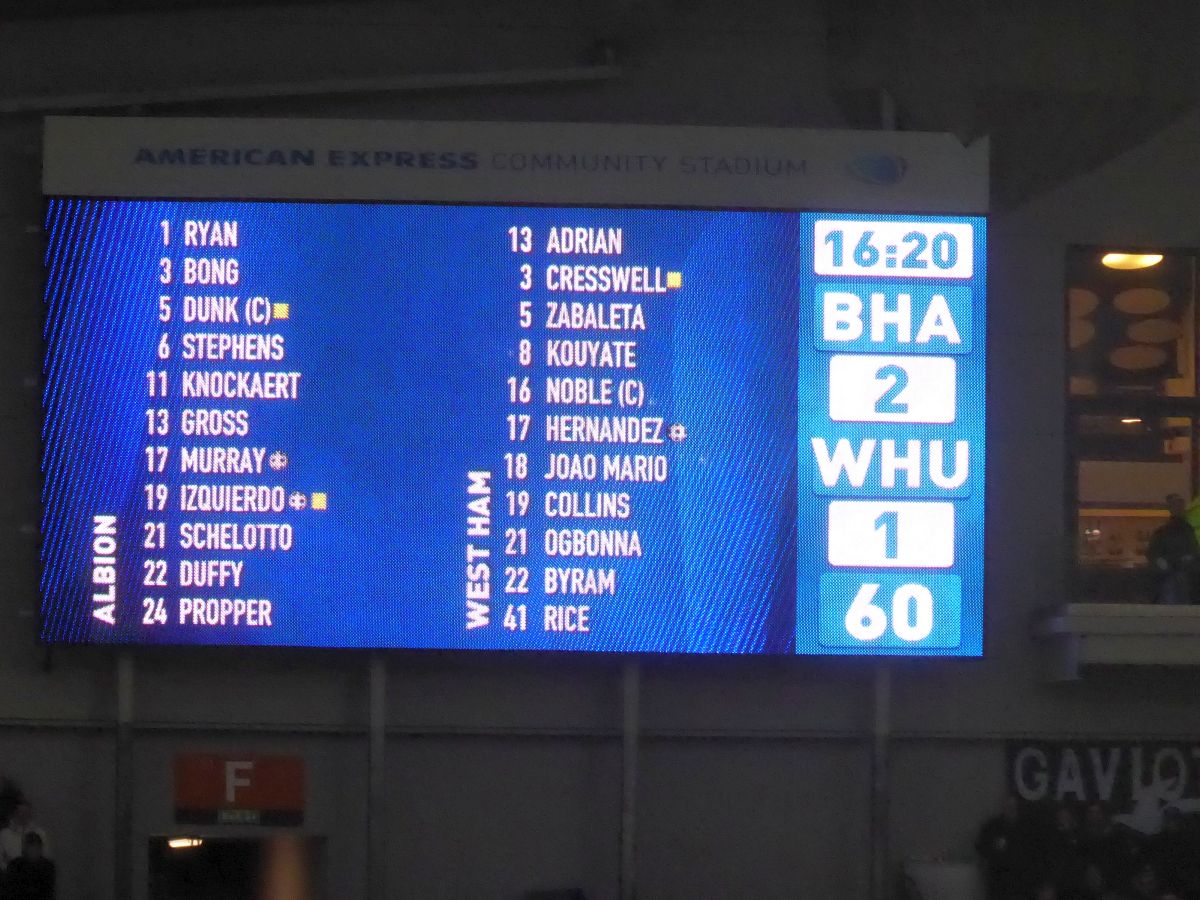 AMERICAN EXPRESS COMMUNITY STADIUM
ALBION
1 RYAN
3 BONG
5 DUNK (C)
6 STEPHENS
11 KNOCKAERT
13 GROSS
17 MURRAY
19 IZQUIERDO
21 SCHELOTTO
22 DUFFY
24 PROPPER
WEST HAM
13 ADRIAN
3 CRESSWELL
5 ZABALETA
8 KOUYATE
16 NOBLE (C)
17 HERNANDEZ
18 JOAO MARIO
19 COLLINS
21 OGBONNA
22 BYRAM
41 RICE
16:20
BHA
2
WHU
1
60
F